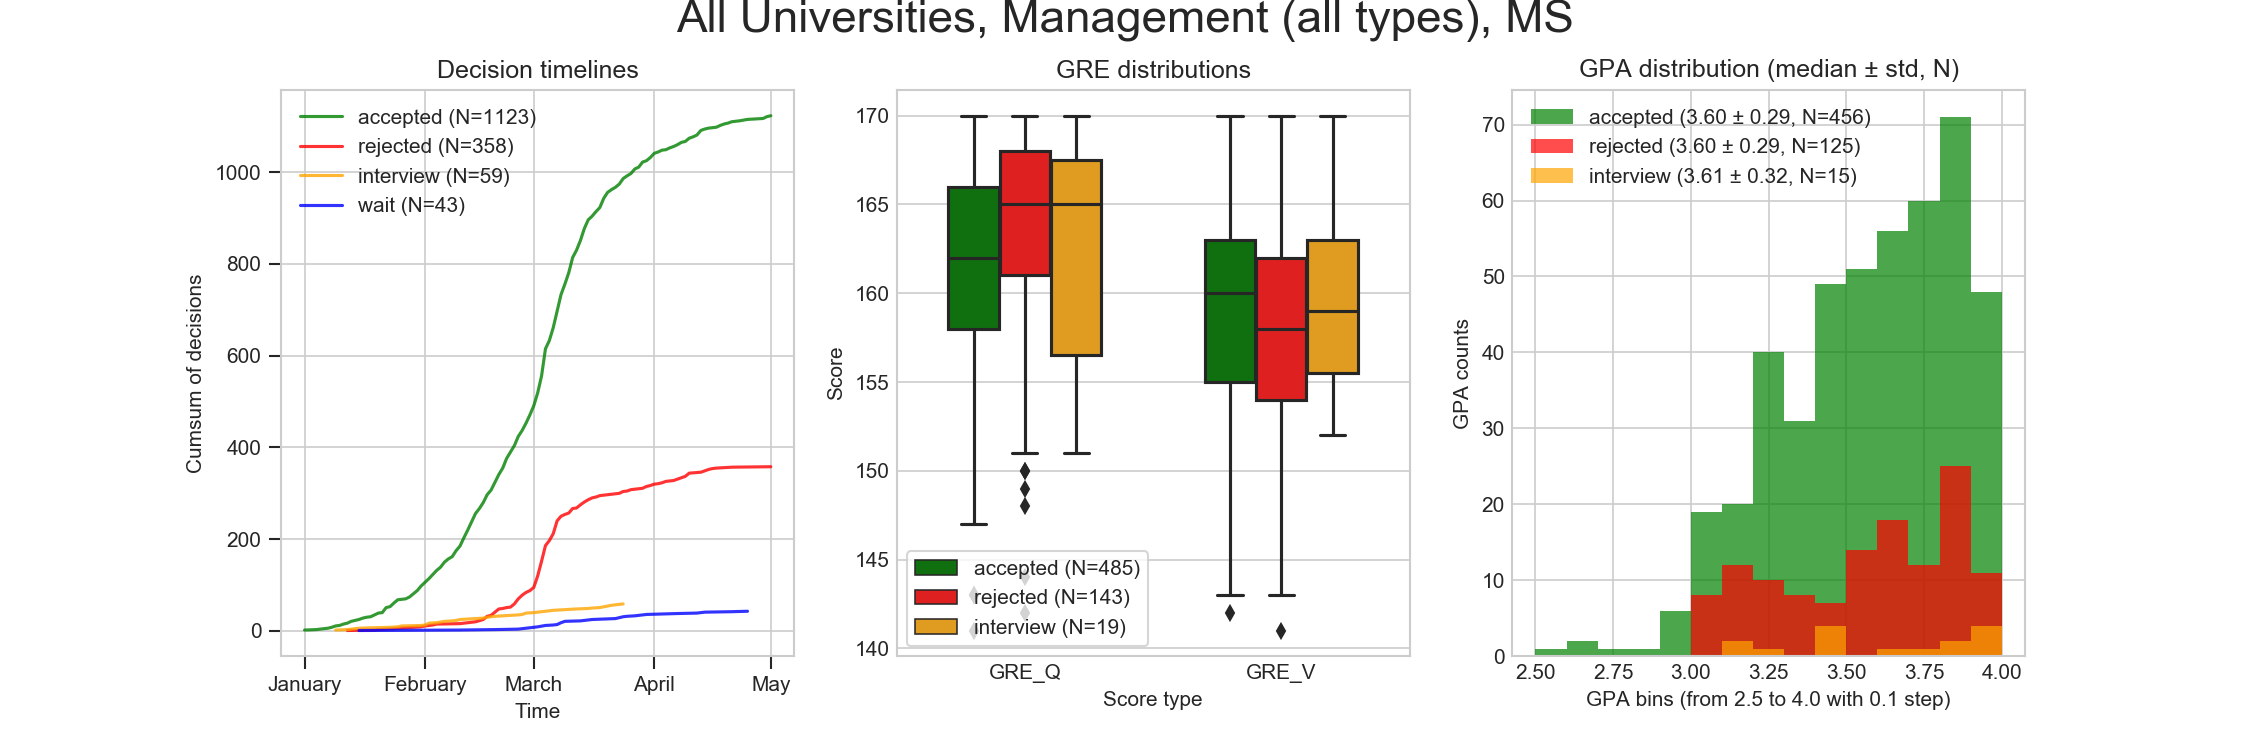 All Universities, Management (all types), MS
Decision timelines
accepted (N=1123)
rejected (N=358)
interview (N=59)
wait (N=43)
1000
800
600
400
200
0
Cumsum of decisions
January February March April May
Time
GRE distributions
170
165
160
155
150
145
140
Score
accepted (N=485)
rejected (N=143)
interview (N=19)
GRE_Q GRE_V
Score type
GPA distribution (median ± std, N)
accepted (3.60 ± 0.29, N=456)
rejected (3.60 ± 0.29, N=125)
interview (3.61 ± 0.32, N=15)
70
60
50
40
30
20
10
0
GPA counts
2.50 2.75 3.00 3.25 3.50 3.75 4.00
GPA bins (from 2.5 to 4.0 with 0.1 step)